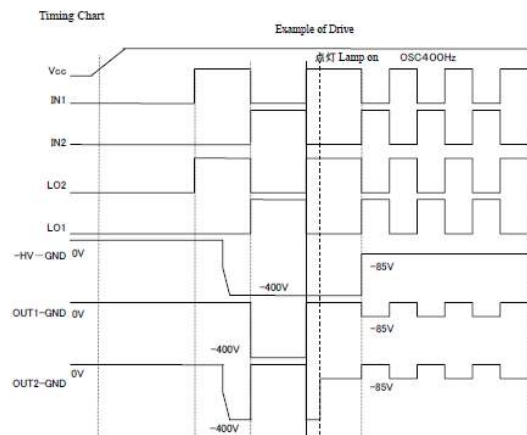 Timing Chart
Example of Drive
点灯 Lamp on OSC400Hz
Vcc
IN1
IN2
LO2
LO1
-HV-GND 0V
-400V
-85V
OUT1-GND 0V
-400V
-85V
0V
OUT2-GND
-85V
-400V